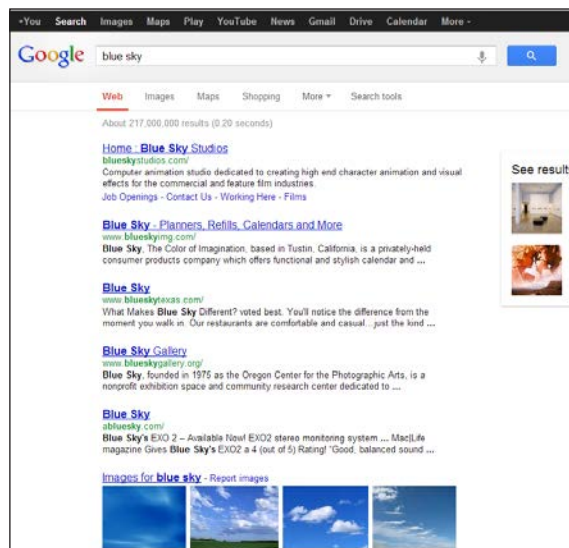 +You Search Images Maps Play YouTube News Gmail Drive Calendar More
Google blue sky
Web Images Maps Shopping More Search tools
About 217,000,000 results (0.20 seconds)
Home : Blue Sky Studios
blueskystudios.com/
Computer animation studio dedicated to creating high end character animation and visual
effects for the commercial and feature film industries.
Job Openings - Contact Us - Working Here - Films
See result
Blue Sky - Planners, Refills, Calendars and More
www.blueskyimg.com/
Blue Sky, The Color of Imagination, based in Tustin, California, is a privately-held
consumer products company which offers functional and stylish calendar and ...
Blue Sky
www.blueskytexas.com/
What Makes Blue Sky Different? voted best. You'll notice the difference from the
moment you walk in. Our restaurants are comfortable and casual...just the kind ...
Blue Sky Gallery
www.blueskygallery.org/
Blue Sky, founded in 1975 as the Oregon Center for the Photographic Arts, is a
nonprofit exhibition space and community research center dedicated to ...
Blue Sky
abluesky.com/
Blue Sky's EXO 2 – Available Now! EXO2 stereo monitoring system ... Mac|Life
magazine Gives Blue Sky's EXO2 a 4 (out of 5) Rating! "Good, balanced sound ...
Images for blue sky - Report images